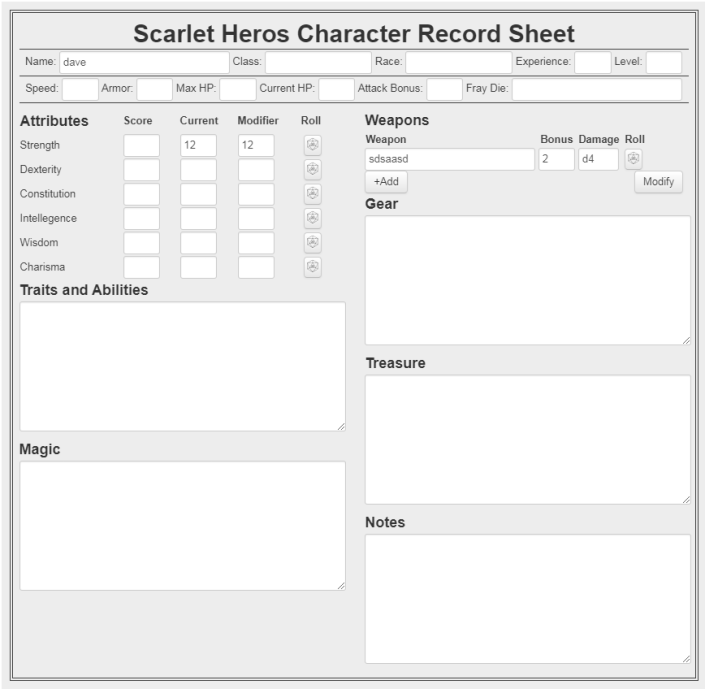 Scarlet Heros Character Record Sheet
Name: dave Class: Race: Experience: Level:
Speed: Armor: Max HP: Current HP: Attack Bonus: Fray Die:
Attributes Score Current Modifier Roll
Strength 12 12
Dexterity
Constitution
Intellegence
Wisdom
Charisma
Traits and Abilities
Magic
Weapons
Weapon Bonus Damage Roll
sdsaasd 2 d4
+Add Modify
Gear
Treasure
Notes